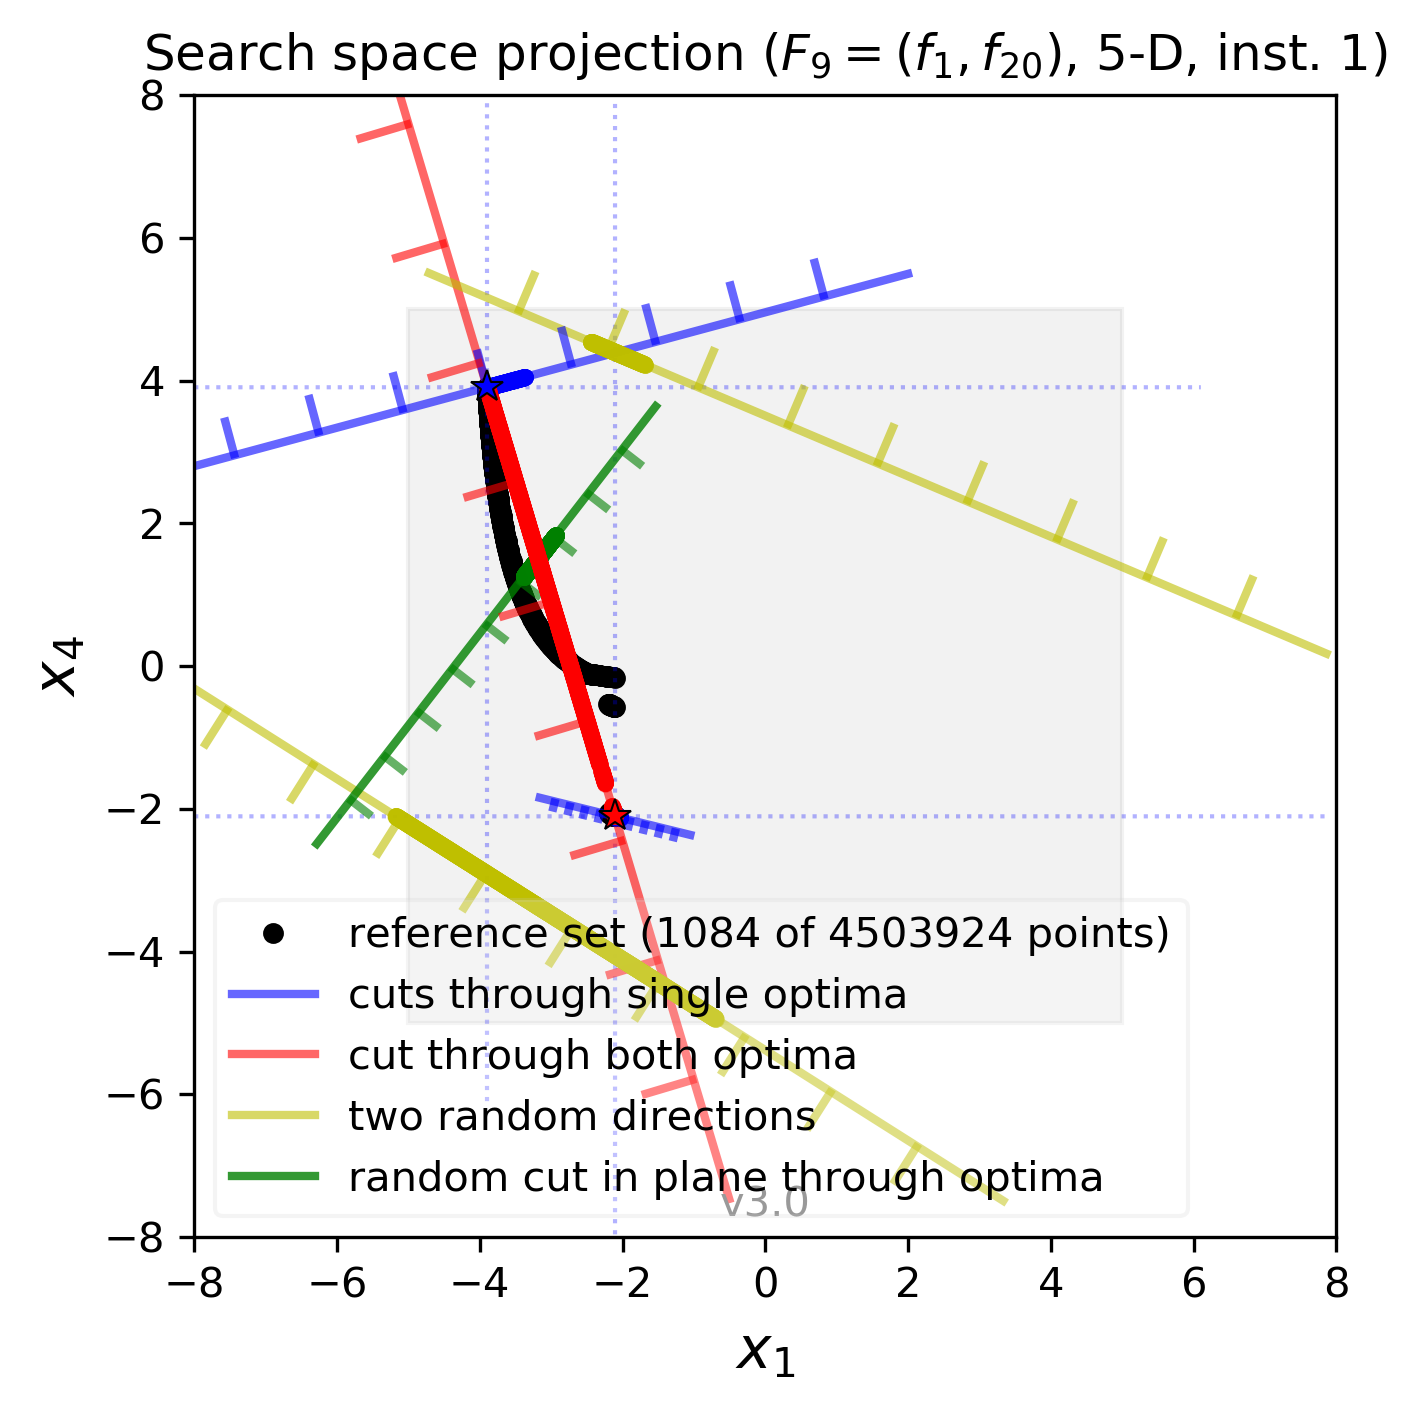 Search space projection (F₉ = (f₁, f₂₀), 5-D, inst. 1)
8
6
4
2
0
−2
−4
−6
−8
x₄
reference set (1084 of 4503924 points)
cuts through single optima
cut through both optima
two random directions
random cut in plane through optima
v3.0
−8 −6 −4 −2 0 2 4 6 8
x₁